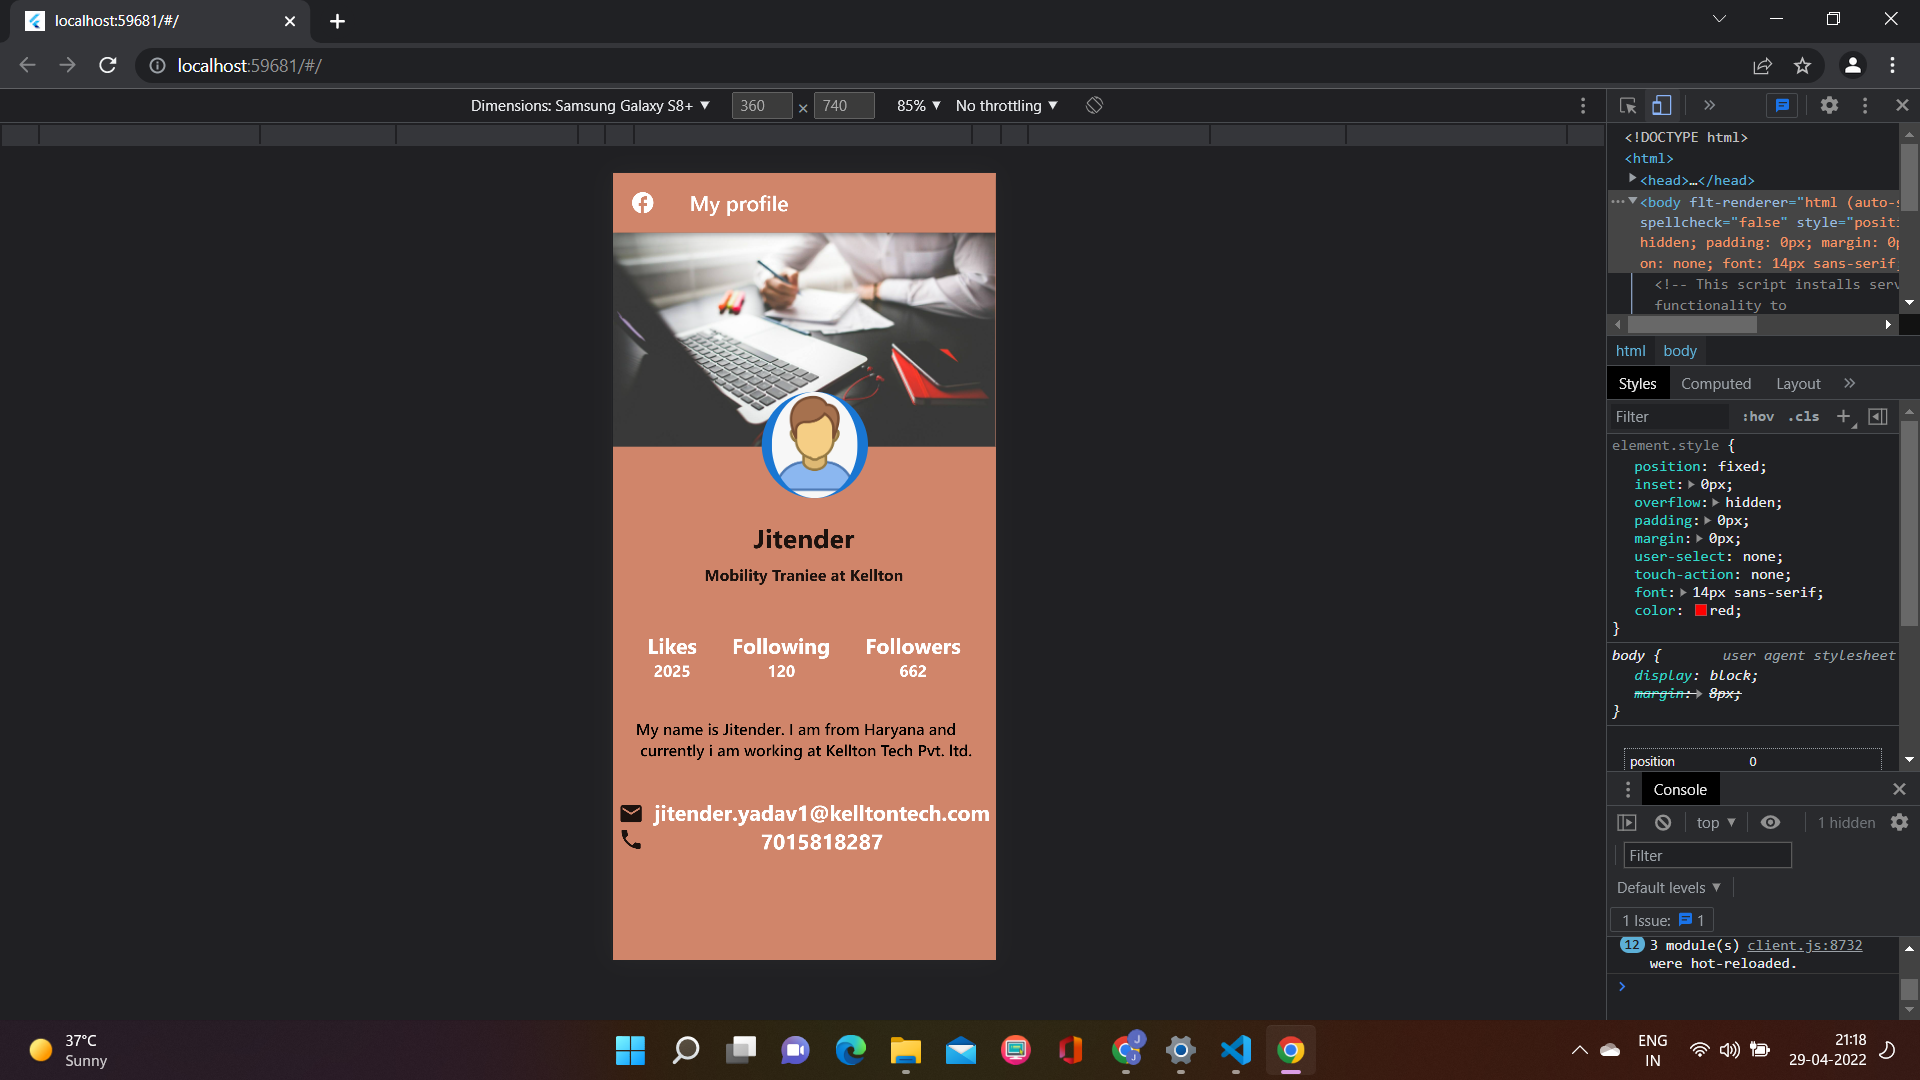 localhost:59681/#/
localhost:59681/#/
Dimensions: Samsung Galaxy S8+ ▼ 360 × 740 85% ▼ No throttling ▼
My profile
Jitender
Mobility Traniee at Kellton
Likes Following Followers
2025 120 662
My name is Jitender. I am from Haryana and
currently i am working at Kellton Tech Pvt. ltd.
jitender.yadav1@kelltontech.com
7015818287
<!DOCTYPE html>
<html>
<head>…</head>
<body flt-renderer="html (auto-s
spellcheck="false" style="positi
hidden; padding: 0px; margin: 0p
on: none; font: 14px sans-serif;
<!-- This script installs serv
functionality to
html body
Styles Computed Layout »
Filter :hov .cls +
element.style {
position: fixed;
inset: 0px;
overflow: hidden;
padding: 0px;
margin: 0px;
user-select: none;
touch-action: none;
font: 14px sans-serif;
color: red;
}
body { user agent stylesheet
display: block;
margin: 8px;
}
position 0
Console
top ▼ 1 hidden
Filter
Default levels ▼
1 Issue: 1
12 3 module(s) client.js:8732
were hot-reloaded.
37°C
Sunny
J
J
ENG
IN
21:18
29-04-2022